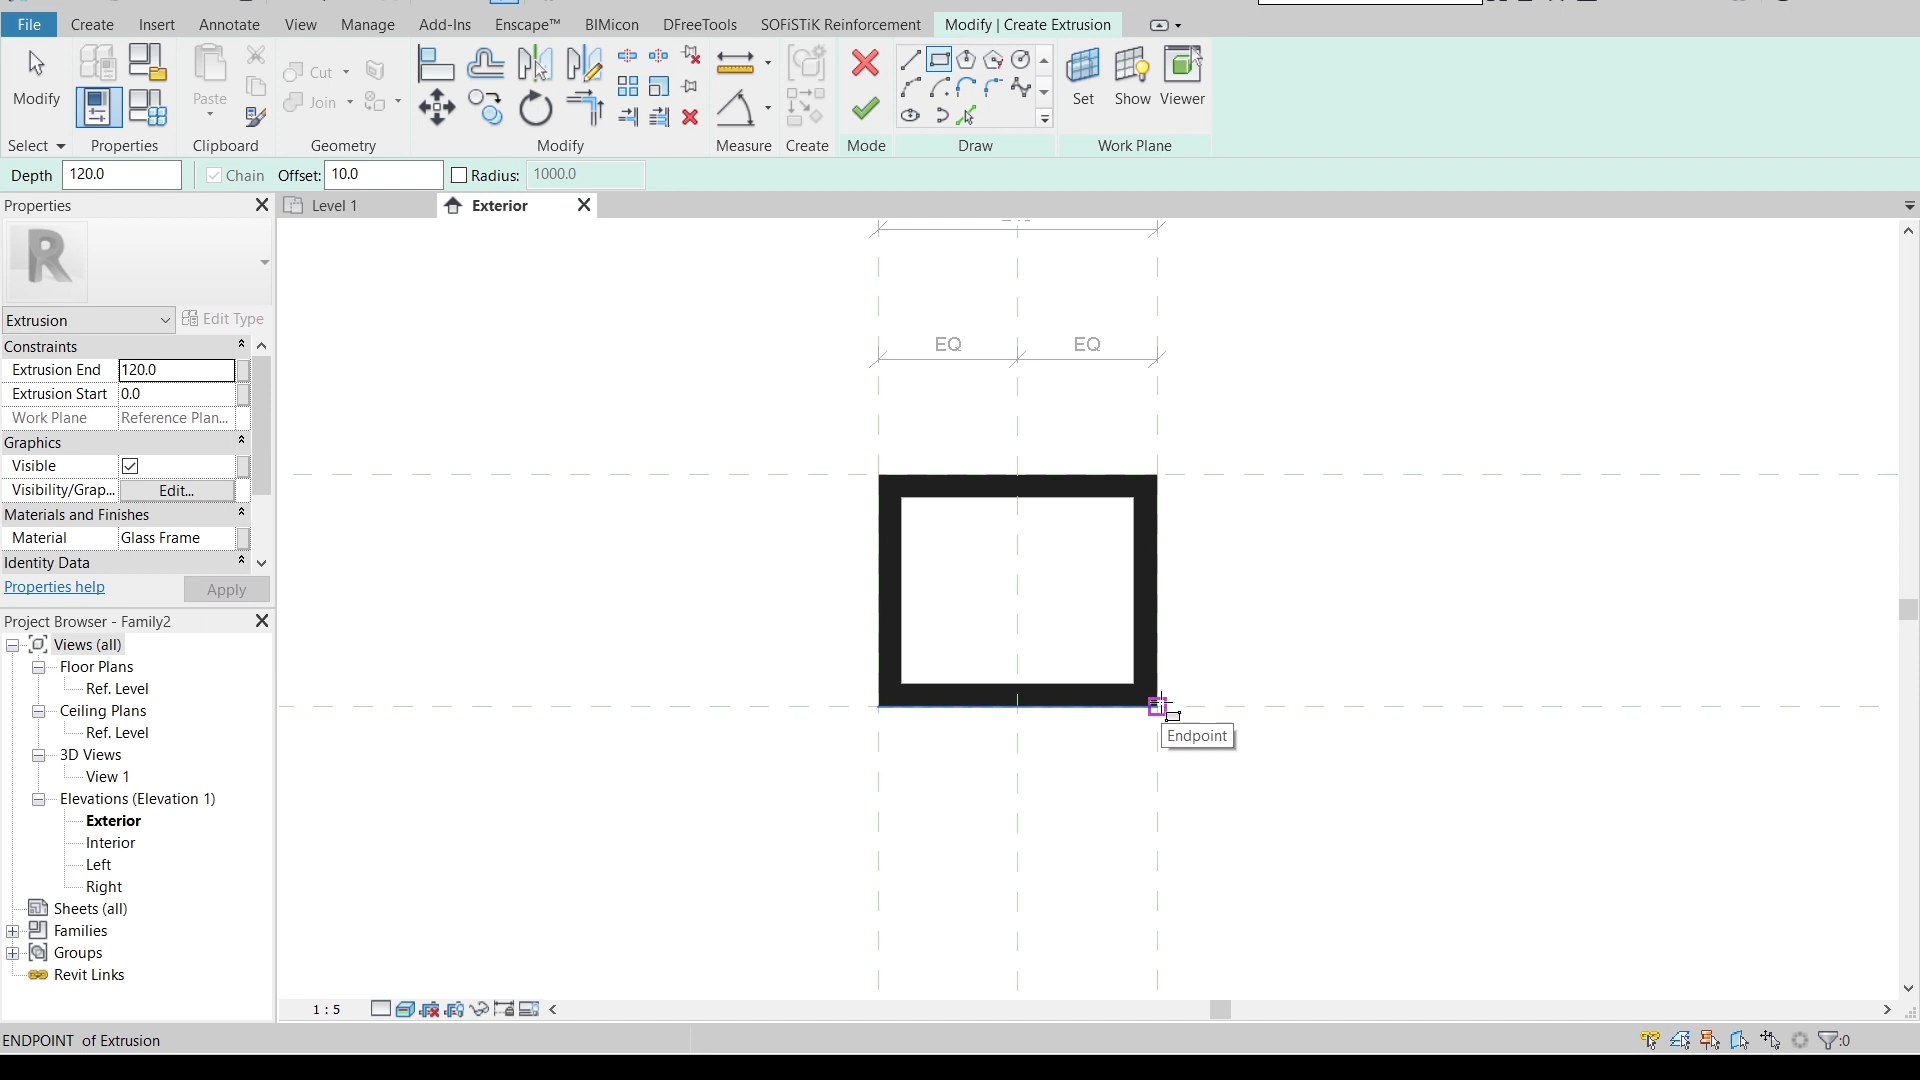 File Create Insert Annotate View Manage Add-Ins Enscape™ BIMicon DFreeTools SOFiSTiK Reinforcement Modify | Create Extrusion
Modify Paste Cut Join Set Show Viewer
Select Properties Clipboard Geometry Modify Measure Create Mode Draw Work Plane
Depth 120.0 Chain Offset: 10.0 Radius: 1000.0
Properties
Level 1
Exterior
R
Extrusion
Edit Type
Constraints
Extrusion End 120.0
Extrusion Start 0.0
Work Plane Reference Plan...
Graphics
Visible
Visibility/Grap... Edit...
Materials and Finishes
Material Glass Frame
Identity Data
Properties help Apply
EQ EQ
Endpoint
Project Browser - Family2
Views (all)
Floor Plans
Ref. Level
Ceiling Plans
Ref. Level
3D Views
View 1
Elevations (Elevation 1)
Exterior
Interior
Left
Right
Sheets (all)
Families
Groups
Revit Links
1 : 5
ENDPOINT of Extrusion
:0